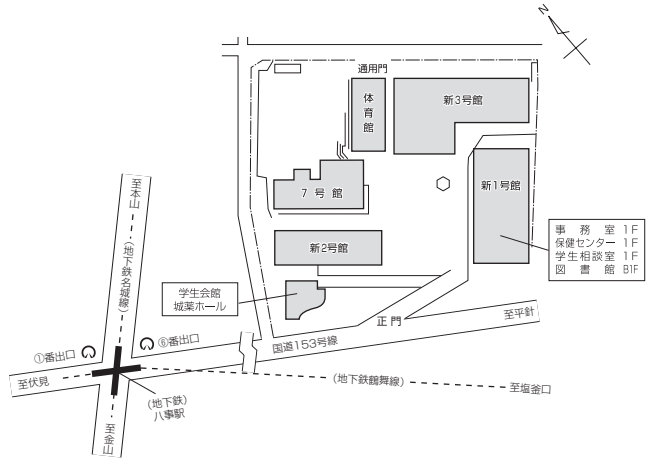 N
通用門
体育館
新3号館
7号館
新1号館
新2号館
事務室 1F
保健センター 1F
学生相談室 1F
図書館 B1F
学生会館
城薬ホール
正門
至平針
国道153号線
至本山
(地下鉄名城線)
①番出口
⑥番出口
至伏見
(地下鉄)
八事駅
至金山
(地下鉄鶴舞線)
至塩釜口